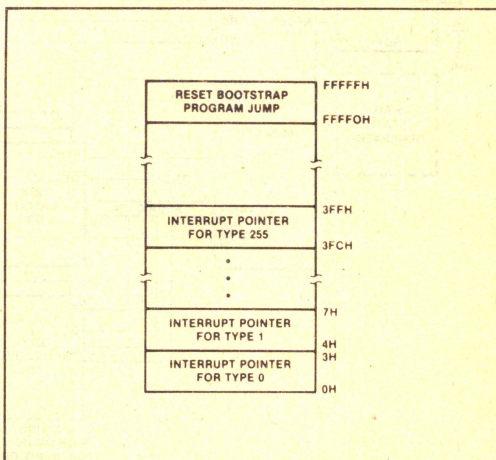 FFFFFH
RESET BOOTSTRAP
PROGRAM JUMP
FFFF0H
3FFH
INTERRUPT POINTER
FOR TYPE 255
3FCH
7H
INTERRUPT POINTER
FOR TYPE 1
4H
3H
INTERRUPT POINTER
FOR TYPE 0
0H